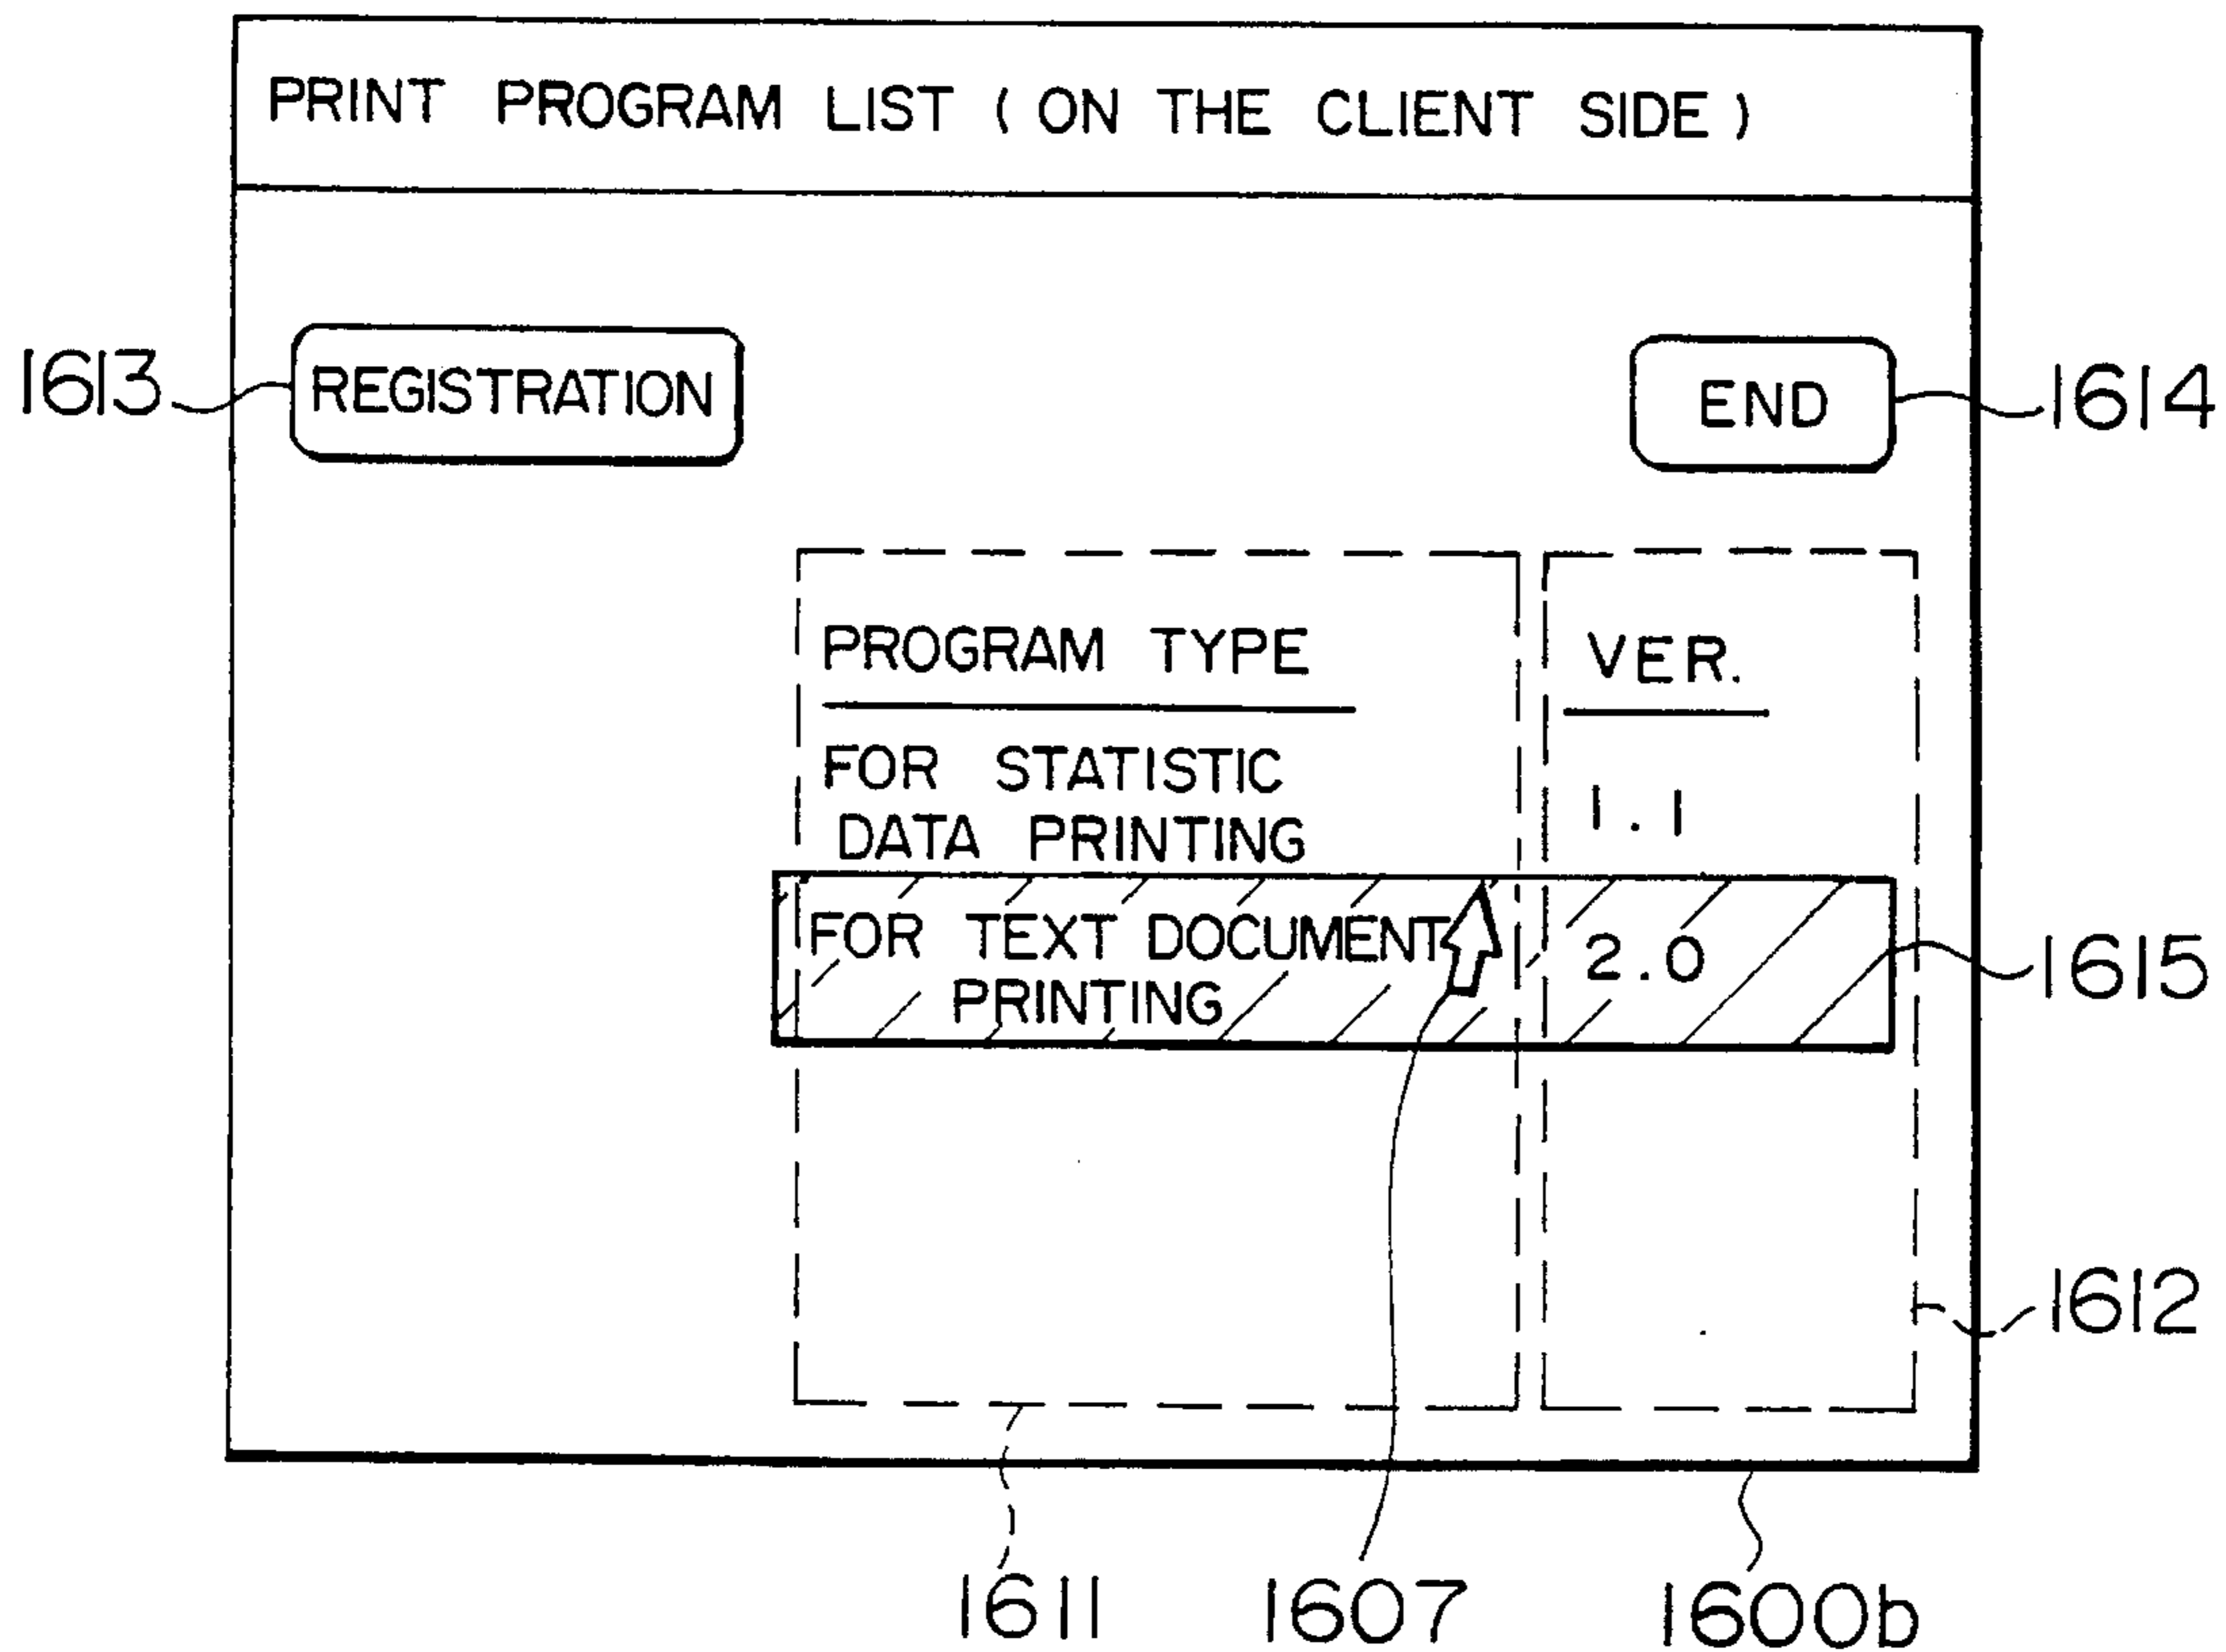 PRINT PROGRAM LIST ( ON THE CLIENT SIDE )
1613
REGISTRATION
END
1614
PROGRAM TYPE
VER.
FOR STATISTIC
DATA PRINTING
1.1
FOR TEXT DOCUMENT
PRINTING
2.0
1615
1612
1611
1607
1600b